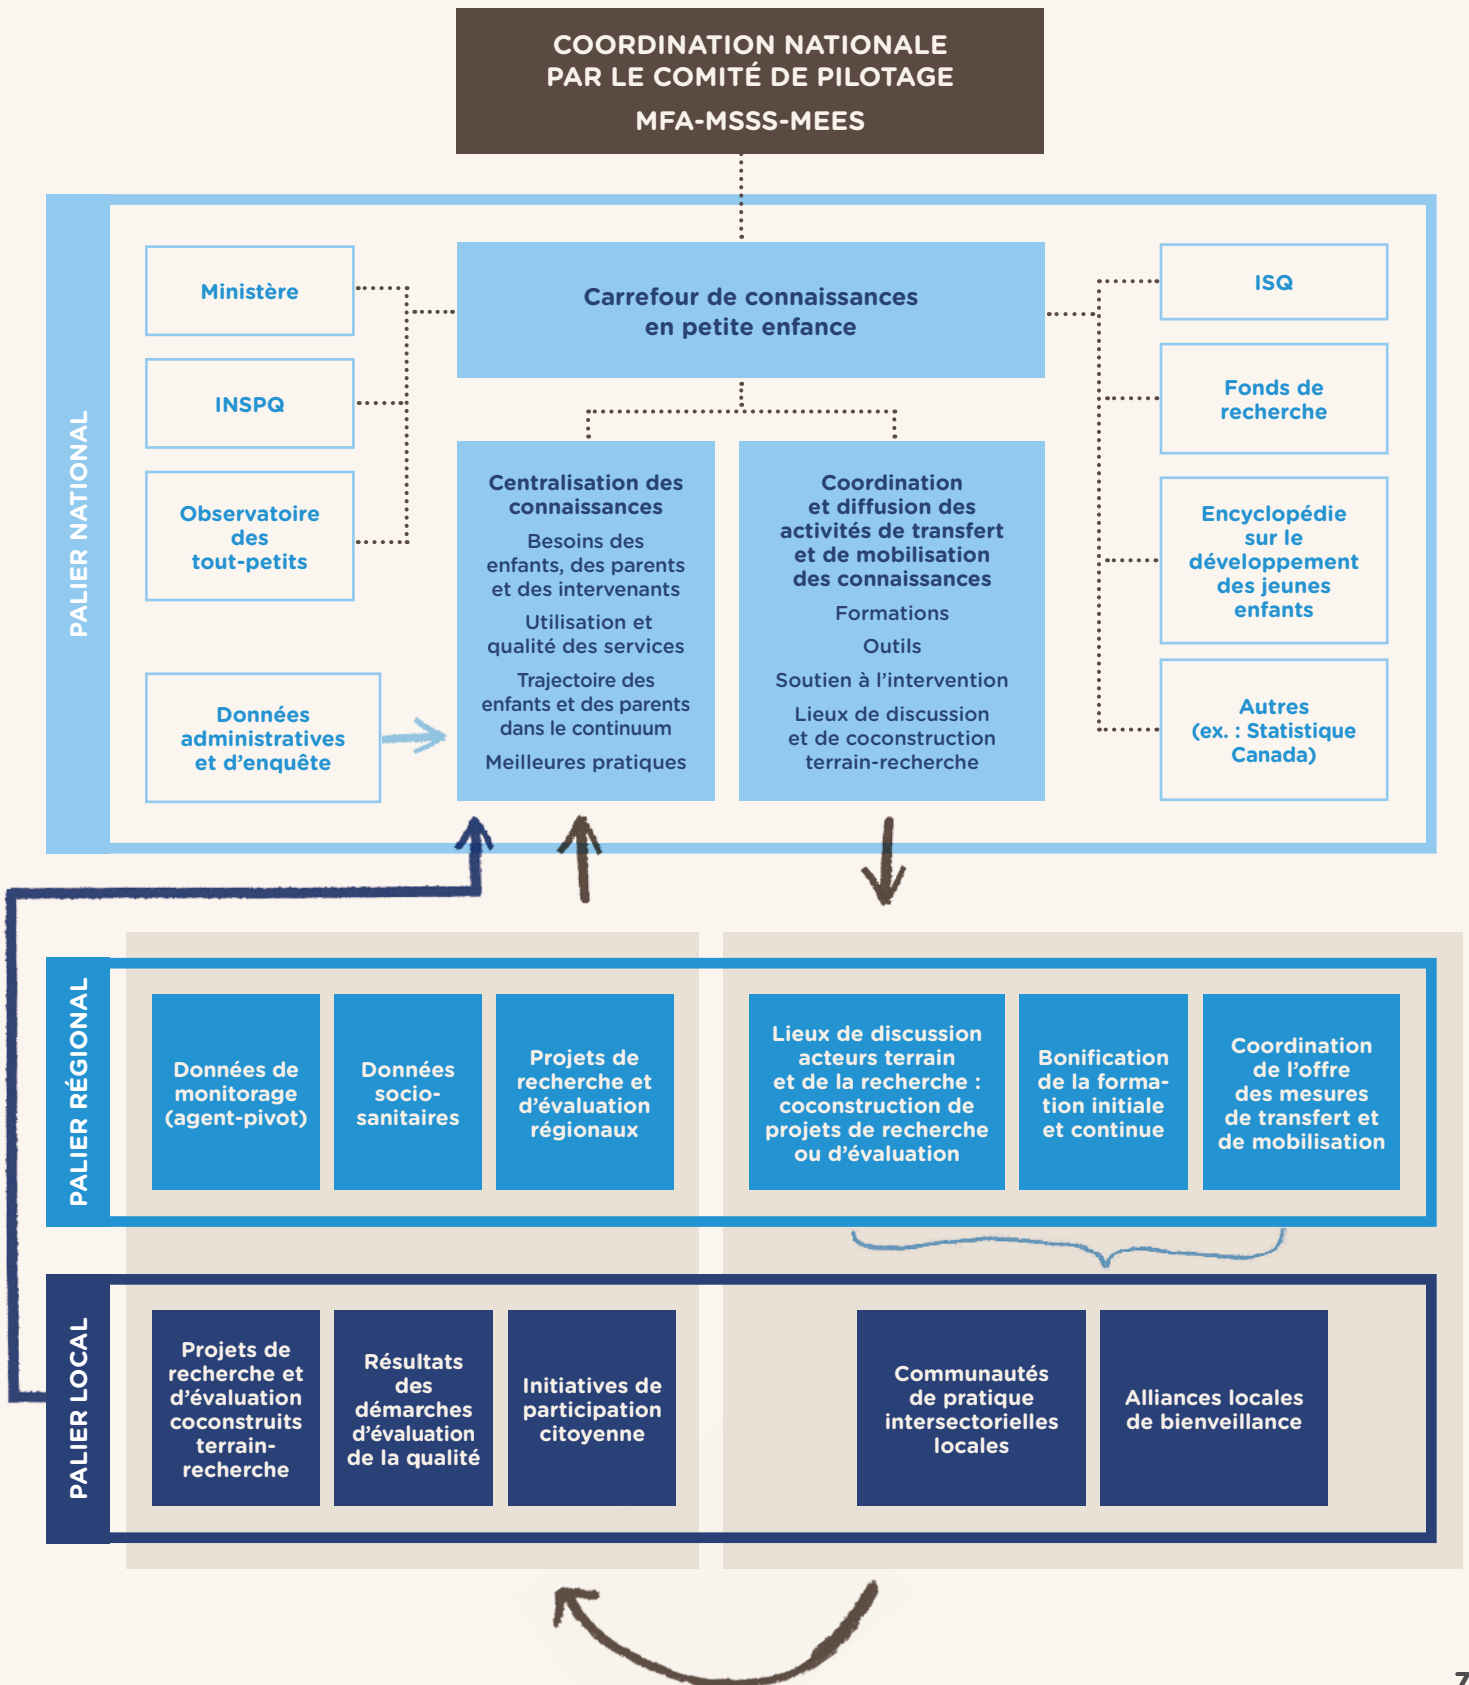 COORDINATION NATIONALE
PAR LE COMITÉ DE PILOTAGE
MFA-MSSS-MEES
PALIER NATIONAL
Ministère
INSPQ
Observatoire
des
tout-petits
Données
administratives
et d'enquête
Carrefour de connaissances
en petite enfance
Centralisation des
connaissances
Besoins des
enfants, des parents
et des intervenants
Utilisation et
qualité des services
Trajectoire des
enfants et des parents
dans le continuum
Meilleures pratiques
Coordination
et diffusion des
activités de transfert
et de mobilisation
des connaissances
Formations
Outils
Soutien à l'intervention
Lieux de discussion
et de coconstruction
terrain-recherche
ISQ
Fonds de
recherche
Encyclopédie
sur le
développement
des jeunes
enfants
Autres
(ex. : Statistique
Canada)
PALIER RÉGIONAL
Données de
monitorage
(agent-pivot)
Données
socio-
sanitaires
Projets de
recherche et
d'évaluation
régionaux
Lieux de discussion
acteurs terrain
et de la recherche :
coconstruction de
projets de recherche
ou d'évaluation
Bonification
de la forma-
tion initiale
et continue
Coordination
de l'offre
des mesures
de transfert et
de mobilisation
PALIER LOCAL
Projets de
recherche et
d'évaluation
coconstruits
terrain-
recherche
Résultats
des
démarches
d'évaluation
de la qualité
Initiatives de
participation
citoyenne
Communautés
de pratique
intersectorielles
locales
Alliances locales
de bienveillance